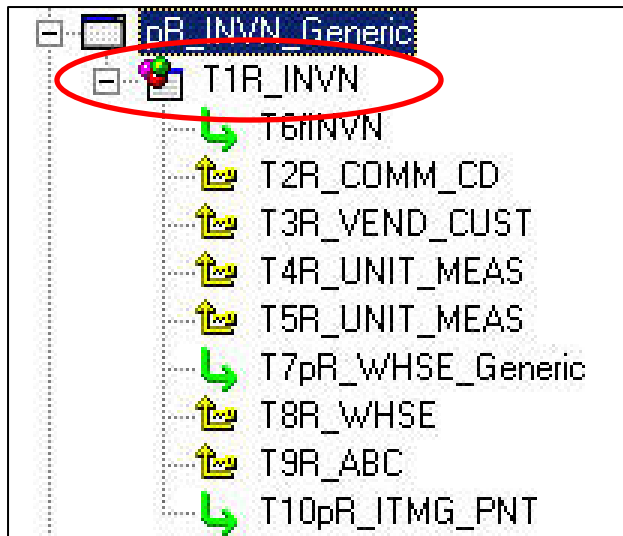 pR_INVN_Generic
T1R_INVN
T6fINVN
T2R_COMM_CD
T3R_VEND_CUST
T4R_UNIT_MEAS
T5R_UNIT_MEAS
T7pR_WHSE_Generic
T8R_WHSE
T9R_ABC
T10pR_ITMG_PNT